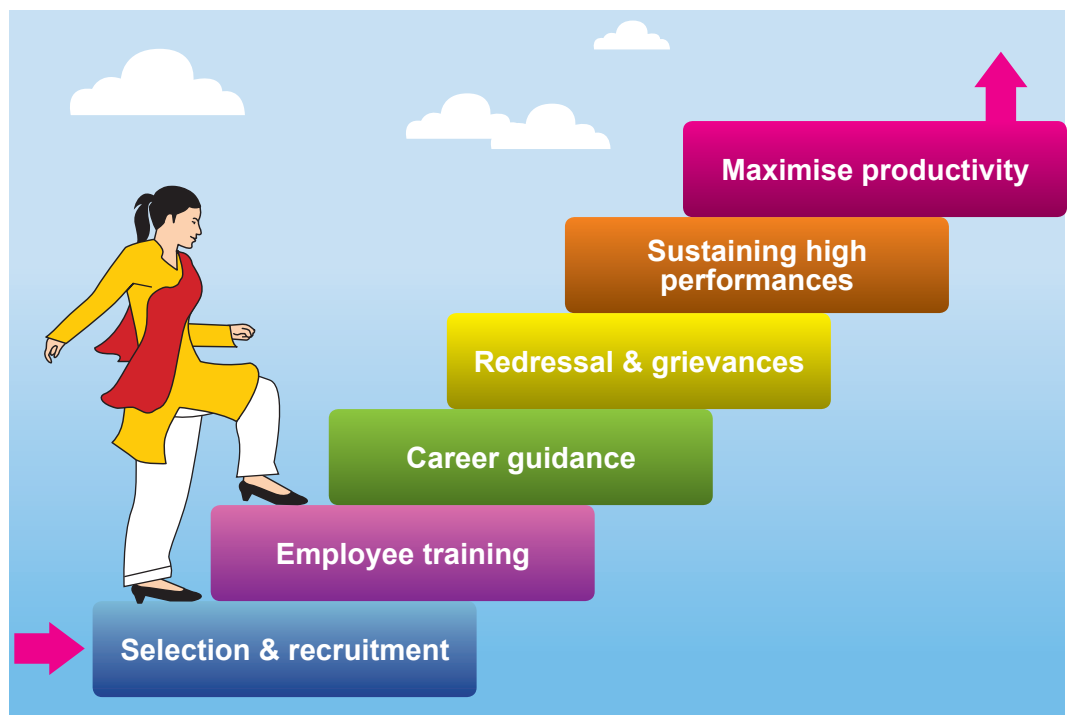 Maximise productivity
Sustaining high
performances
Redressal & grievances
Career guidance
Employee training
Selection & recruitment